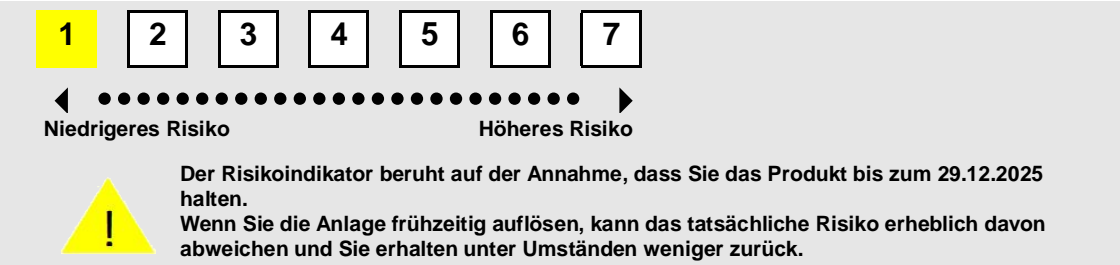 1 2 3 4 5 6 7
Niedrigeres Risiko Höheres Risiko
Der Risikoindikator beruht auf der Annahme, dass Sie das Produkt bis zum 29.12.2025
halten.
Wenn Sie die Anlage frühzeitig auflösen, kann das tatsächliche Risiko erheblich davon
abweichen und Sie erhalten unter Umständen weniger zurück.
!